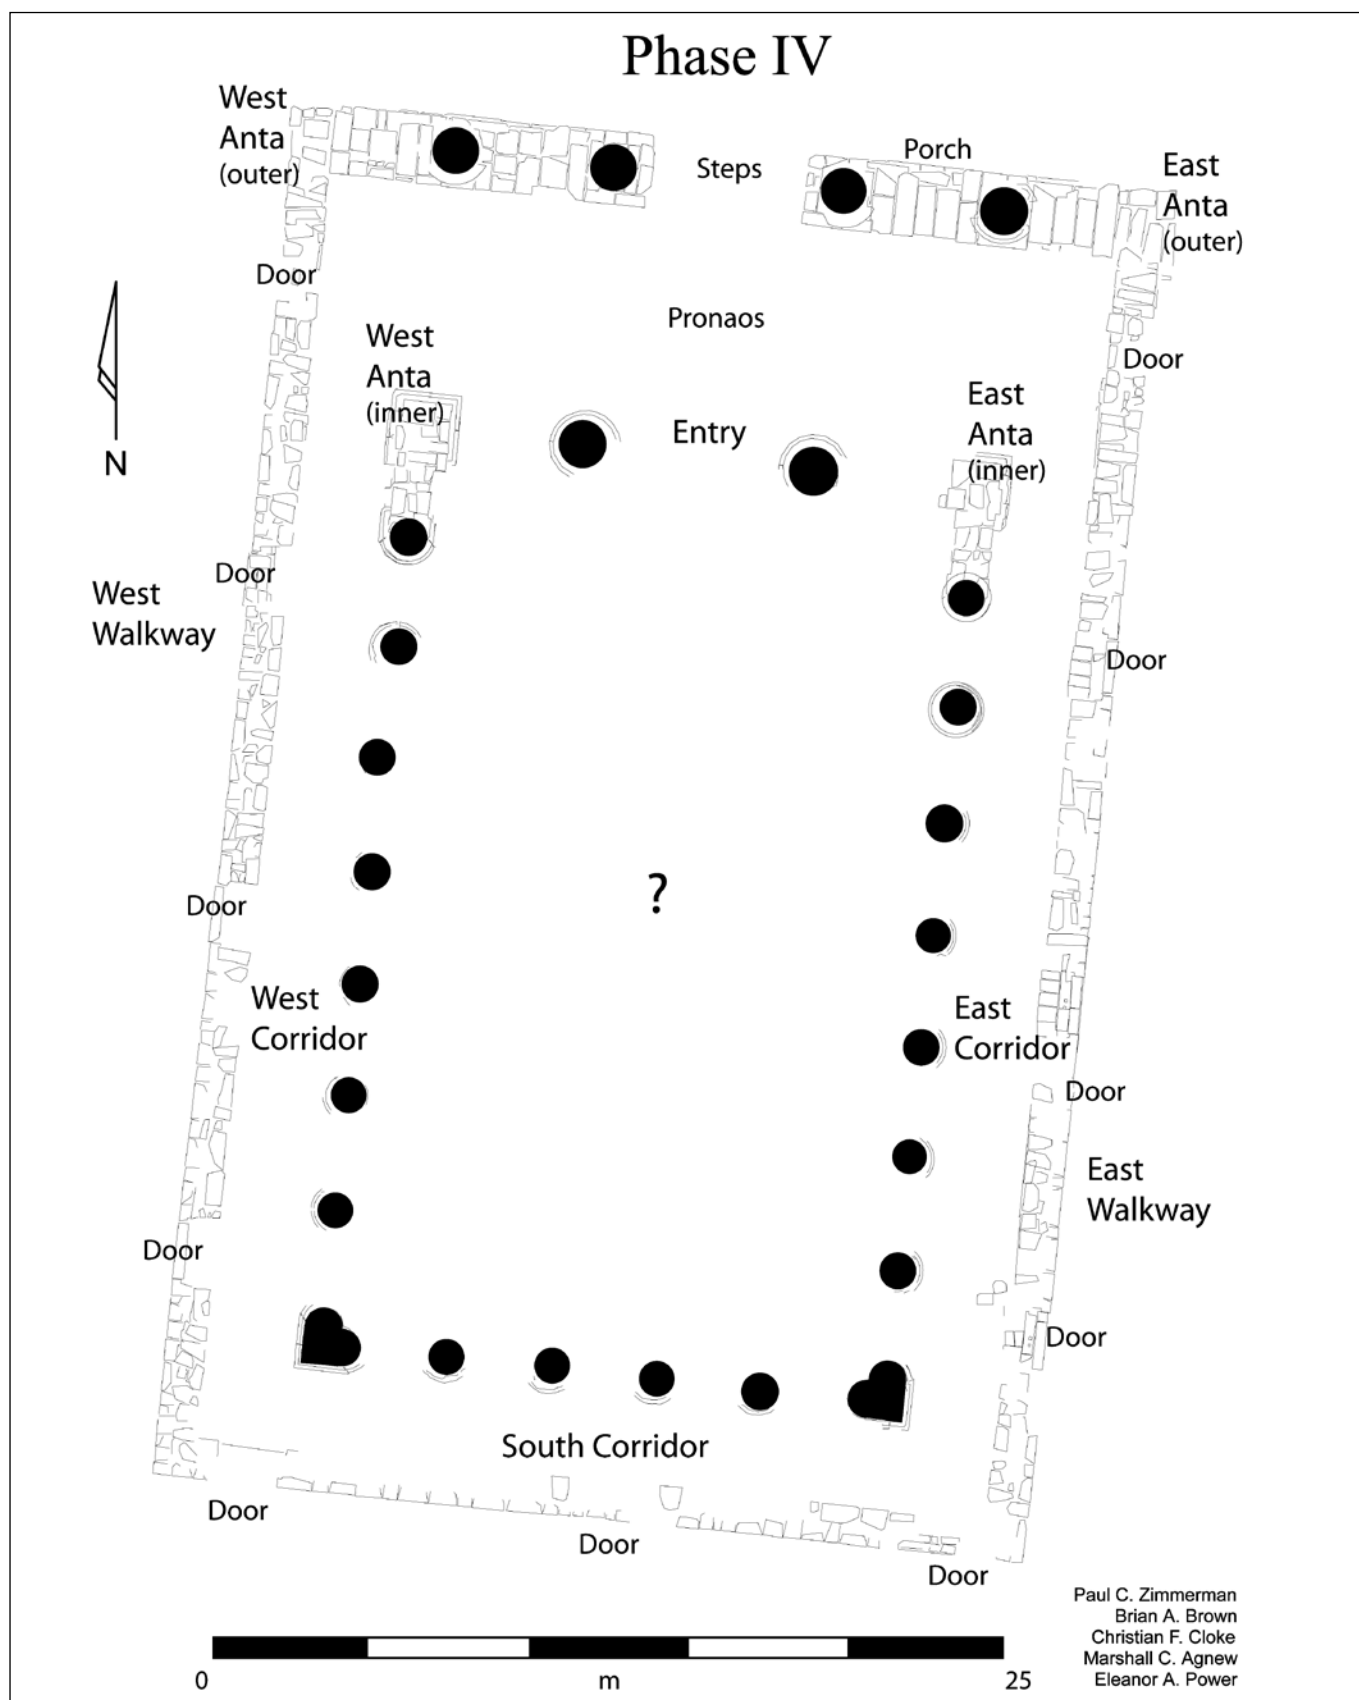 Phase IV
West
Anta
(outer)
Steps
Porch
East
Anta
(outer)
Door
Pronaos
West
Anta
(inner)
Door
Entry
East
Anta
(inner)
N
Door
West
Walkway
Door
?
Door
West
Corridor
East
Corridor
Door
East
Walkway
Door
Door
South Corridor
Door
Door
Door
Paul C. Zimmerman
Brian A. Brown
Christian F. Cloke
Marshall C. Agnew
Eleanor A. Power
0 m 25